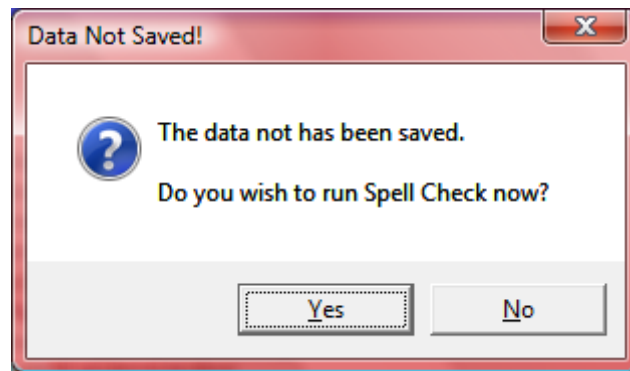 Data Not Saved!
The data not has been saved.
Do you wish to run Spell Check now?
Yes No